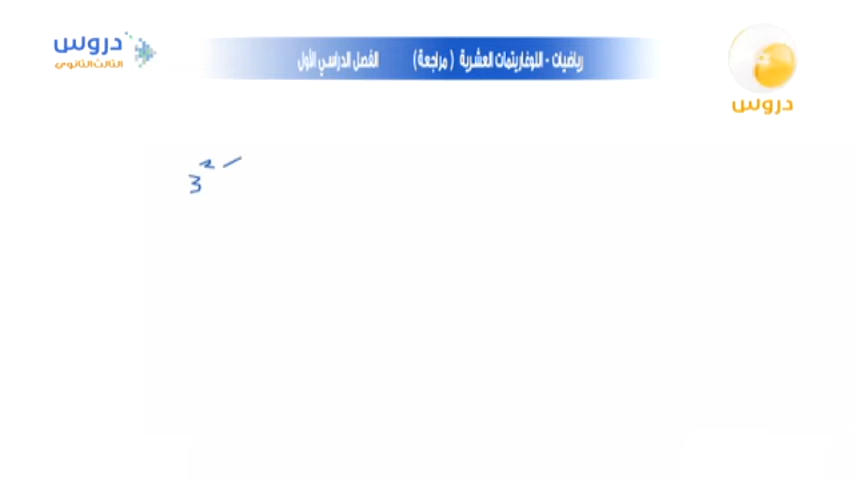 دروس
الثالث الثانوي
رياضيات - اللوغاريتمات العشرية ( مراجعة ) الفصل الدراسي الأول
دروس
3² -